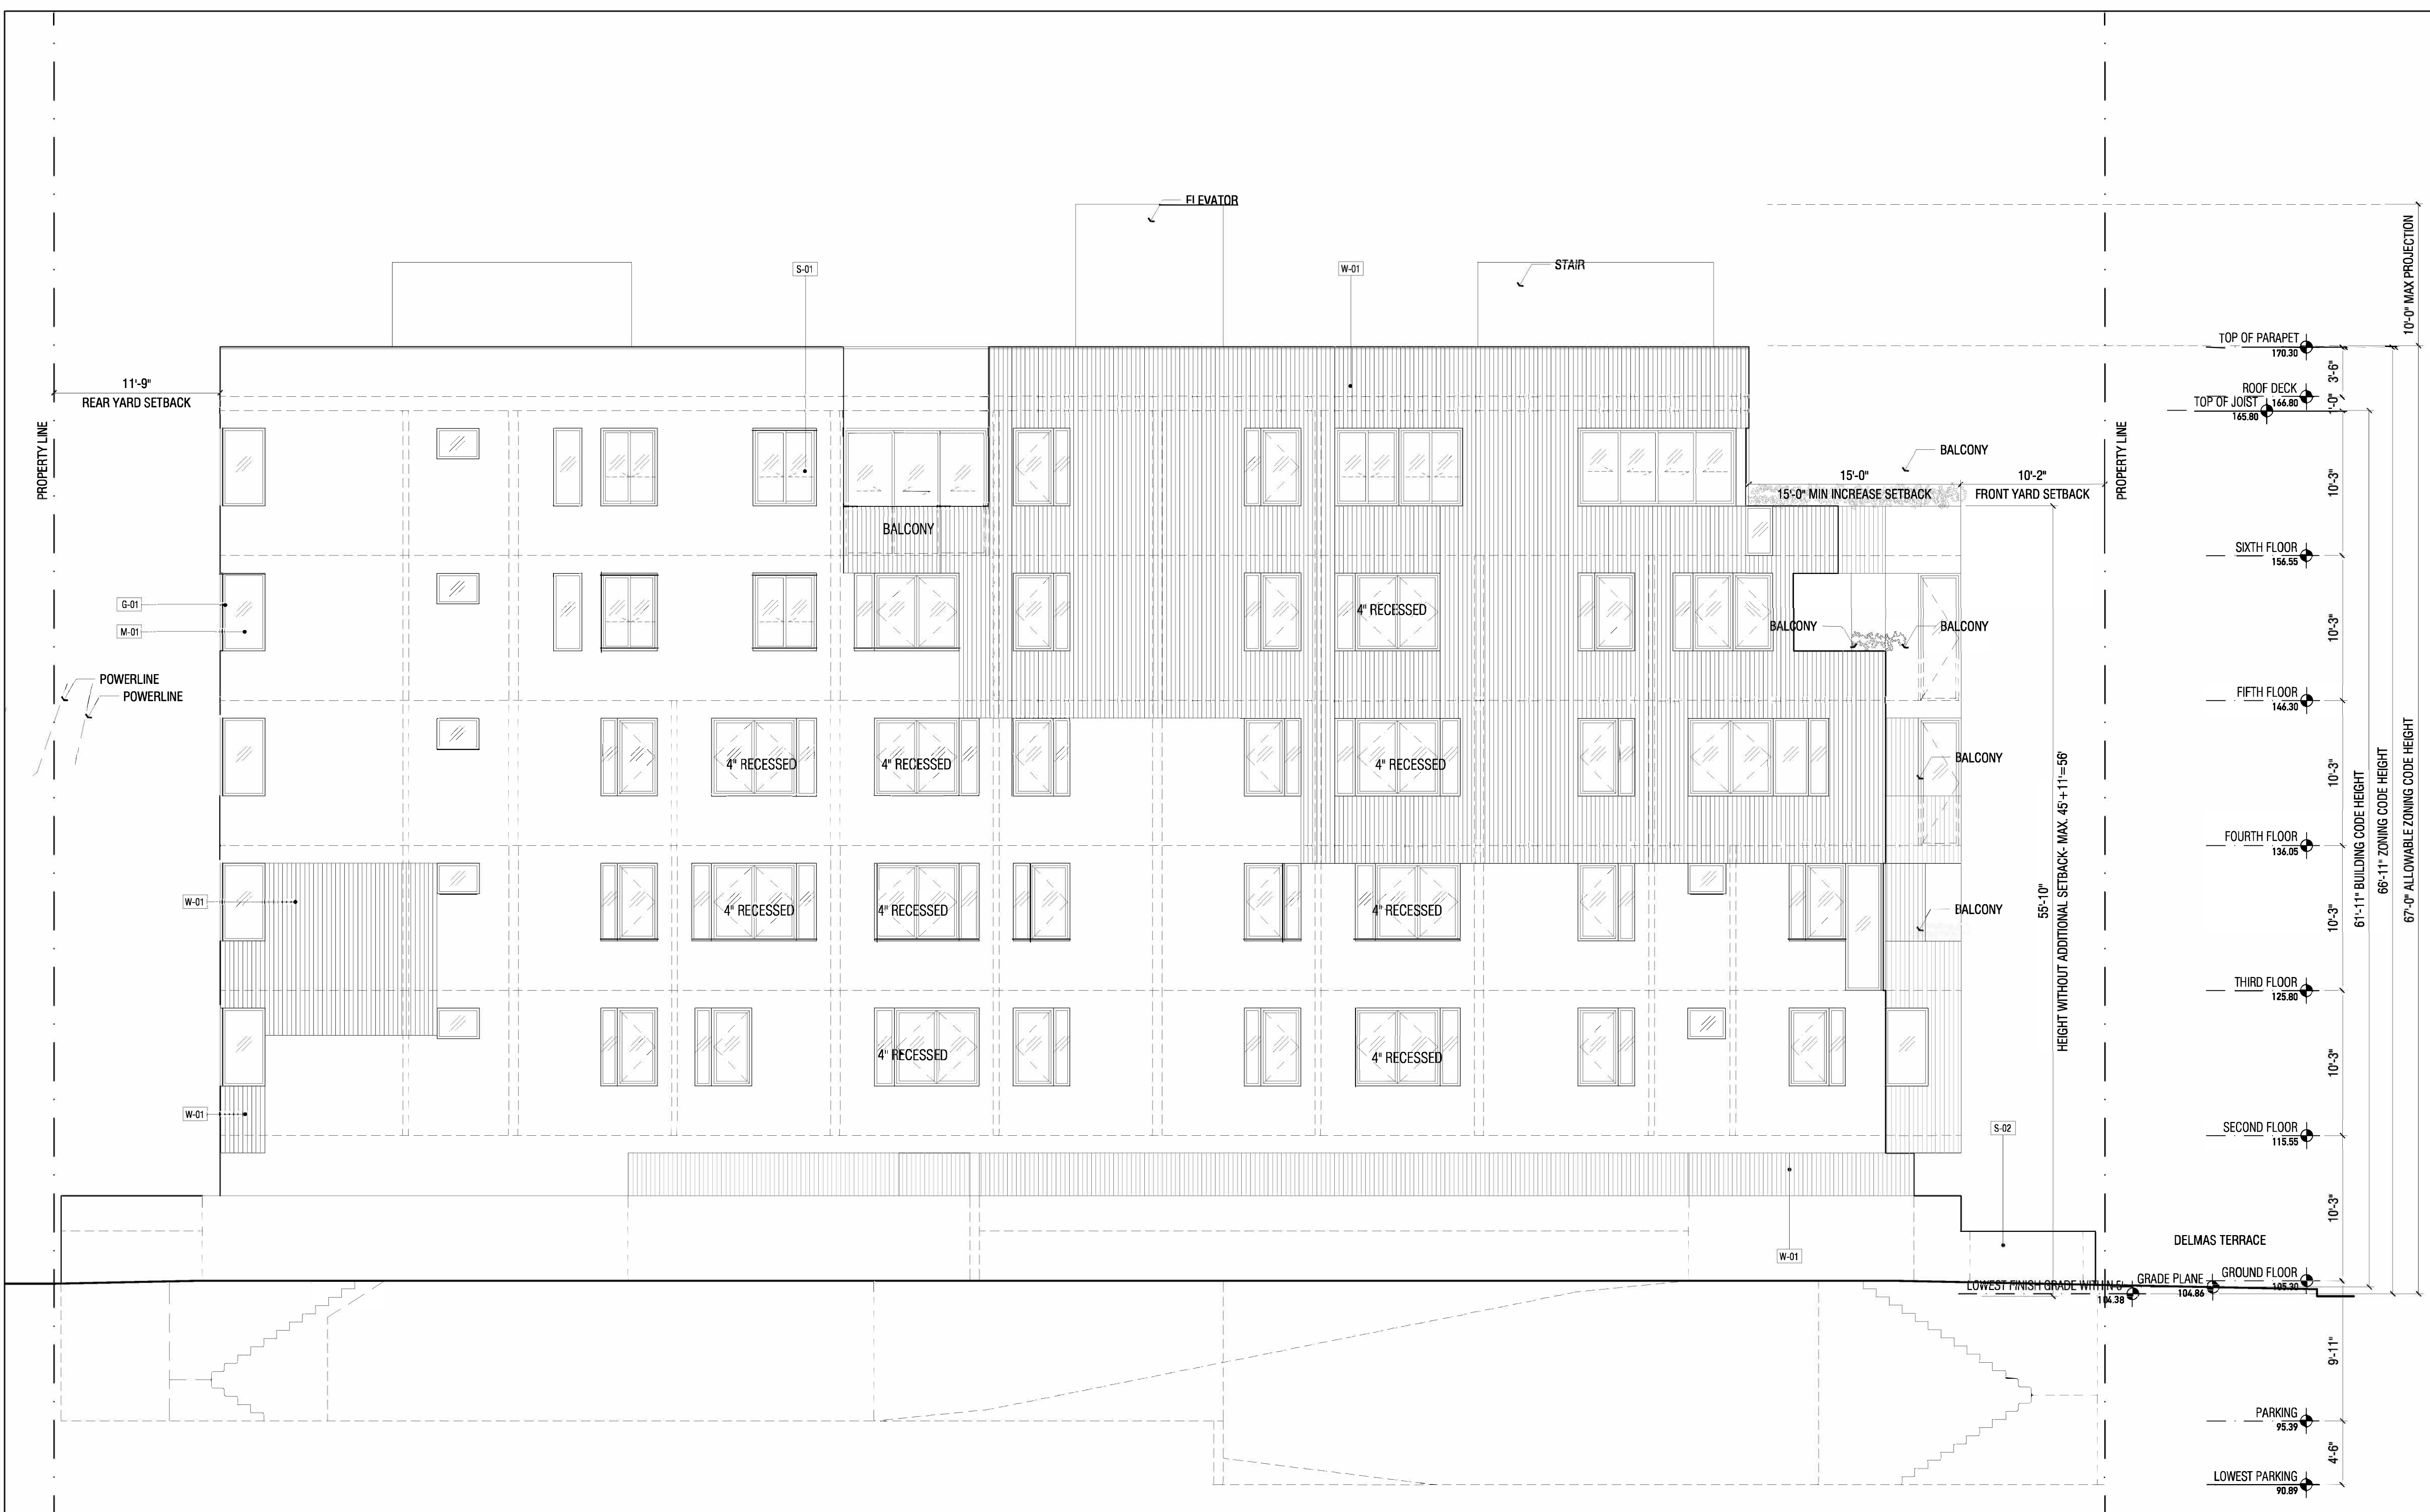 ELEVATOR
S-01
W-01
STAIR
10'-0" MAX PROJECTION
TOP OF PARAPET
170.30
3'-6"
11'-9"
REAR YARD SETBACK
ROOF DECK
166.80
TOP OF JOIST
165.80
PROPERTY LINE
PROPERTY LINE
BALCONY
15'-0"
10'-2"
15'-0" MIN INCREASE SETBACK
FRONT YARD SETBACK
10'-3"
BALCONY
SIXTH FLOOR
156.55
G-01
M-01
4" RECESSED
BALCONY
BALCONY
10'-3"
POWERLINE
POWERLINE
FIFTH FLOOR
146.30
4" RECESSED
4" RECESSED
4" RECESSED
BALCONY
10'-3"
FOURTH FLOOR
136.05
61'-11" BUILDING CODE HEIGHT
66'-11" ZONING CODE HEIGHT
67'-0" ALLOWABLE ZONING CODE HEIGHT
55'-10"
HEIGHT WITHOUT ADDITIONAL SETBACK- MAX. 45'+11'=56'
W-01
4" RECESSED
4" RECESSED
4" RECESSED
BALCONY
10'-3"
THIRD FLOOR
125.80
4" RECESSED
4" RECESSED
10'-3"
W-01
S-02
SECOND FLOOR
115.55
10'-3"
W-01
DELMAS TERRACE
LOWEST FINISH GRADE WITHIN 5'
104.38
GRADE PLANE
104.86
GROUND FLOOR
105.30
9'-11"
PARKING
95.39
4'-6"
LOWEST PARKING
90.89